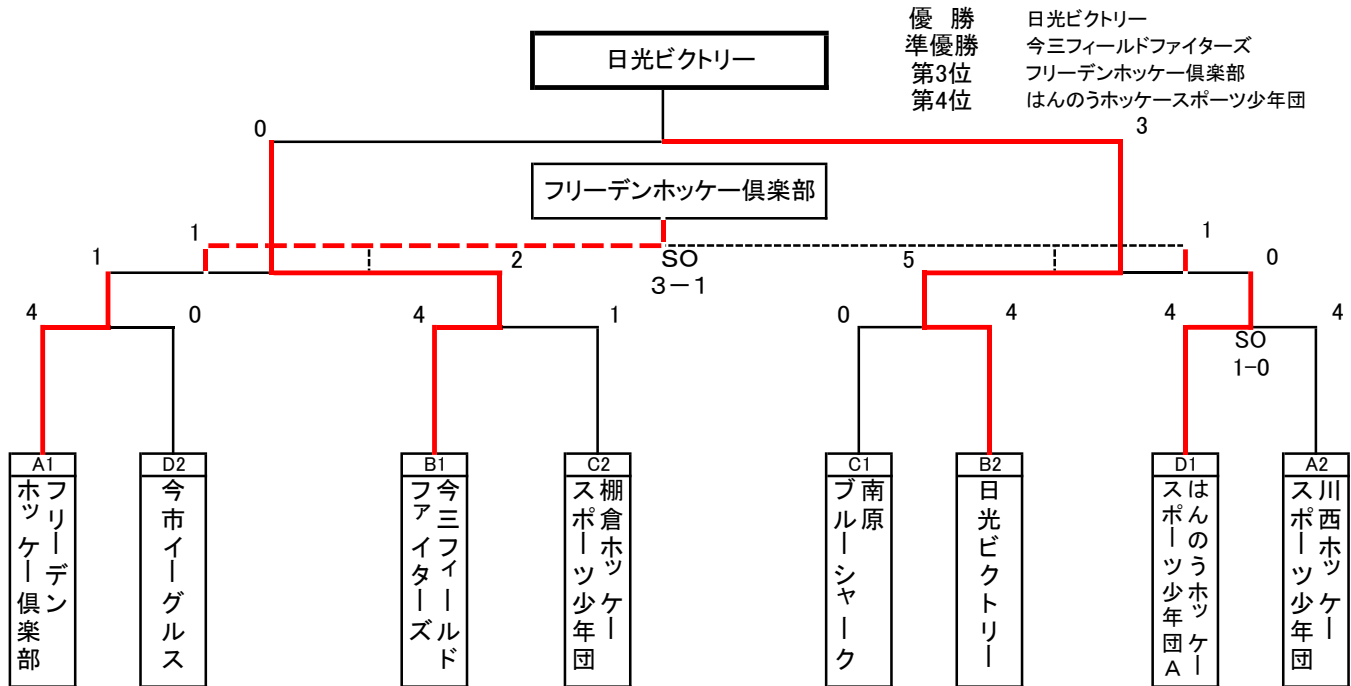 優 勝 日光ビクトリー
準優勝 今三フィールドファイターズ
第3位 フリーデンホッケー倶楽部
第4位 はんのうホッケースポーツ少年団
日光ビクトリー
0 3
フリーデンホッケー倶楽部
1 1
1 2 SO 5 0
3－1
4 0 4 1 0 4 4 4
SO
1-0
A1
フリーデン
ホッケー倶楽部
D2
今市イーグルス
B1
今三フィールド
ファイターズ
C2
棚倉ホッケー
スポーツ少年団
C1
南原
ブルーシャーク
B2
日光ビクトリー
D1
はんのうホッケー
スポーツ少年団A
A2
川西ホッケー
スポーツ少年団